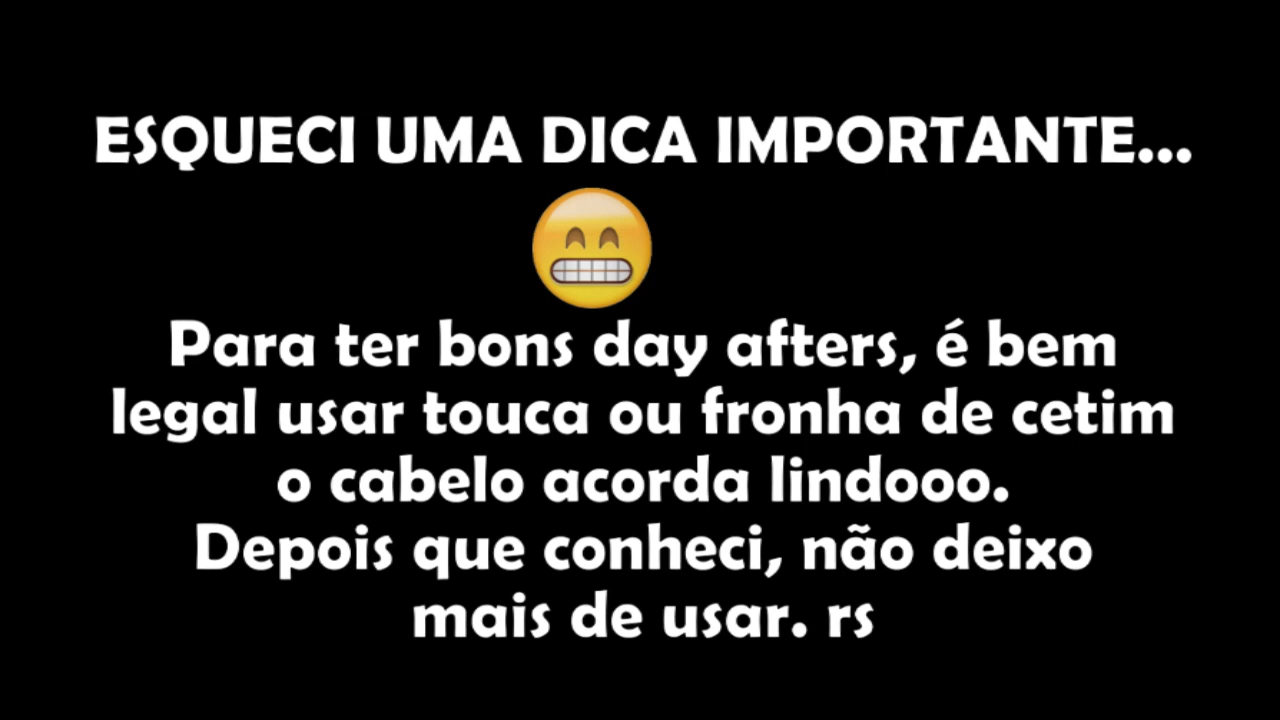 ESQUECI UMA DICA IMPORTANTE...
Para ter bons day afters, é bem
legal usar touca ou fronha de cetim
o cabelo acorda lindooo.
Depois que conheci, não deixo
mais de usar. rs